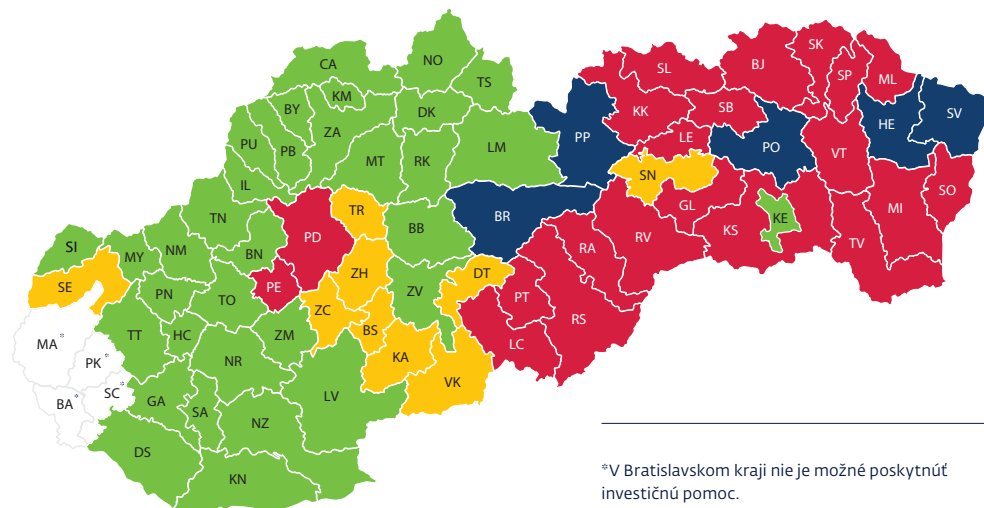 CA
NO
TS
KM
BY
DK
ZA
PU
PB
MT
RK
LM
IL
SK
SL
BJ
SP
ML
KK
SB
HE
SV
PP
LE
PO
VT
SN
SO
GL
MI
KE
KS
TV
RV
RA
BR
TR
TN
PD
BB
SI
MY
NM
BN
ZH
DT
SE
PE
ZV
PN
TO
ZC
PT
BS
RS
TT
HC
ZM
LC
MA*
NR
KA
PK*
VK
SC*
LV
BA*
GA
SA
NZ
DS
KN
*V Bratislavskom kraji nie je možné poskytnúť
investičnú pomoc.